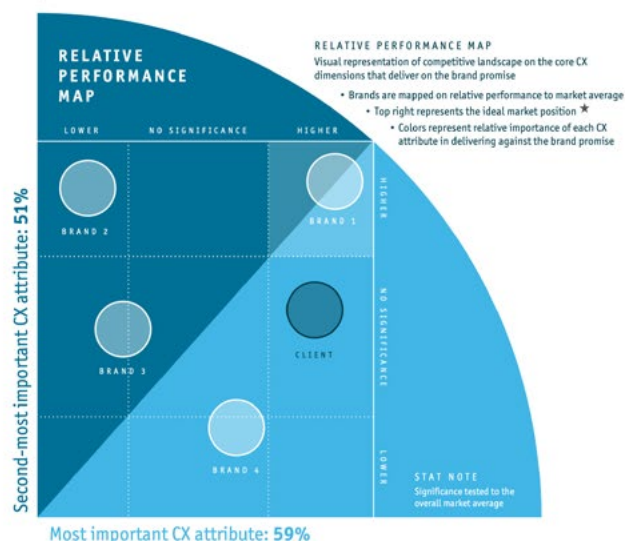 RELATIVE
PERFORMANCE
MAP
RELATIVE PERFORMANCE MAP
Visual representation of competitive landscape on the core CX
dimensions that deliver on the brand promise
• Brands are mapped on relative performance to market average
• Top right represents the ideal market position ★
• Colors represent relative importance of each CX
attribute in delivering against the brand promise
LOWER NO SIGNIFICANCE HIGHER
BRAND 2
BRAND 1
HIGHER
Second-most important CX attribute: 51%
NO SIGNIFICANCE
BRAND 3
CLIENT
BRAND 4
LOWER
STAT NOTE
Significance tested to the
overall market average
Most important CX attribute: 59%